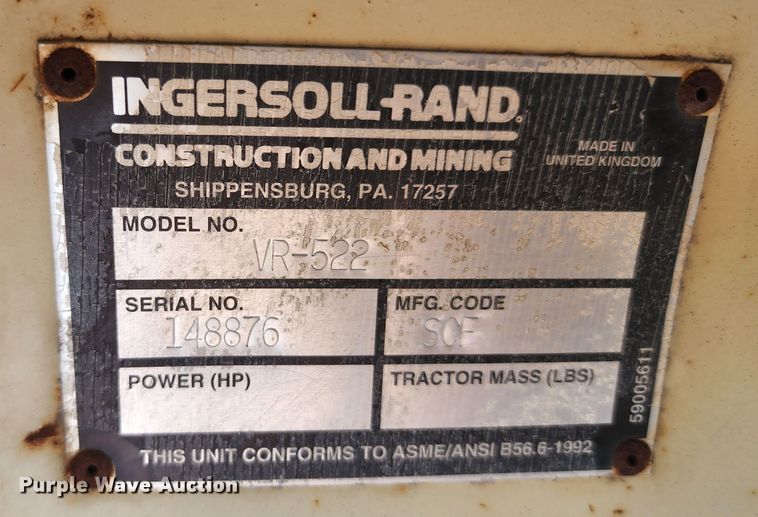 INGERSOLL-RAND®
CONSTRUCTION AND MINING
SHIPPENSBURG, PA. 17257
MADE IN
UNITED KINGDOM
MODEL NO.
VR-522
SERIAL NO.
148876
MFG. CODE
SCF
POWER (HP)
TRACTOR MASS (LBS)
59005611
THIS UNIT CONFORMS TO ASME/ANSI B56.6-1992
Purple Wave Auction